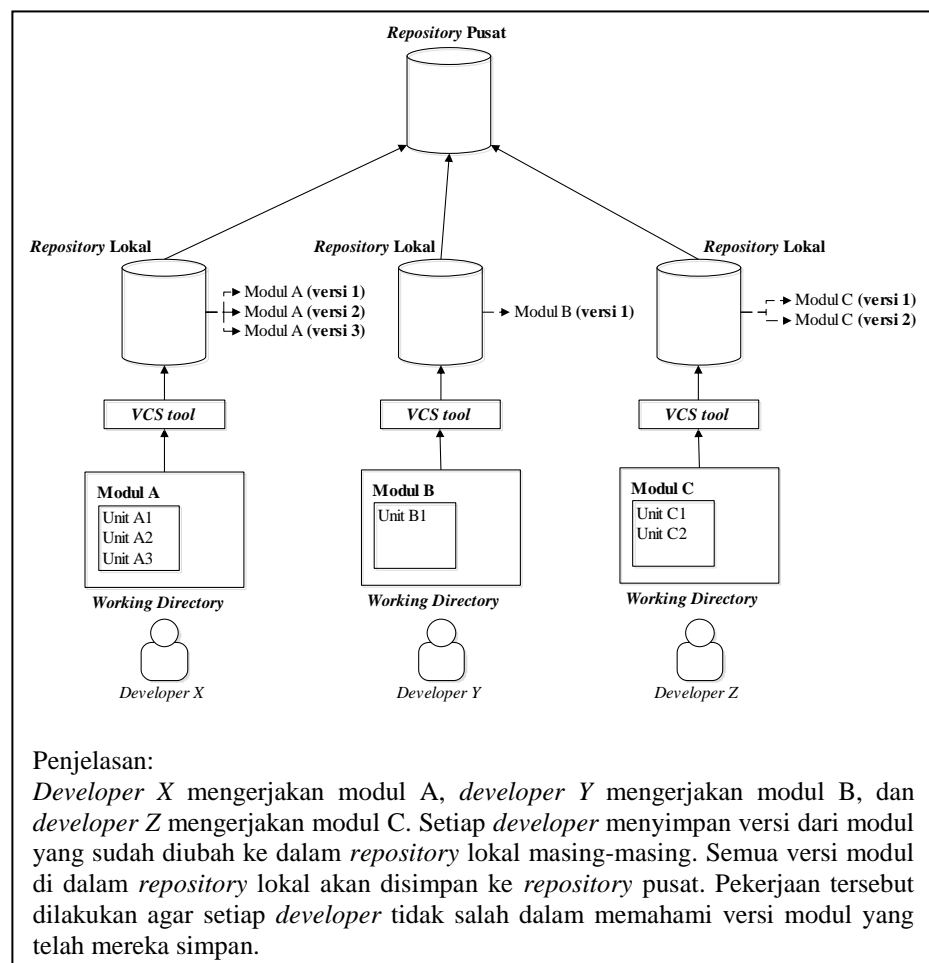 Repository Pusat
Repository Lokal
Repository Lokal
Repository Lokal
Modul A (versi 1)
Modul A (versi 2)
Modul A (versi 3)
Modul B (versi 1)
Modul C (versi 1)
Modul C (versi 2)
VCS tool
VCS tool
VCS tool
Modul A
Unit A1
Unit A2
Unit A3
Modul B
Unit B1
Modul C
Unit C1
Unit C2
Working Directory
Working Directory
Working Directory
Developer X
Developer Y
Developer Z
Penjelasan:
Developer X mengerjakan modul A, developer Y mengerjakan modul B, dan
developer Z mengerjakan modul C. Setiap developer menyimpan versi dari modul
yang sudah diubah ke dalam repository lokal masing-masing. Semua versi modul
di dalam repository lokal akan disimpan ke repository pusat. Pekerjaan tersebut
dilakukan agar setiap developer tidak salah dalam memahami versi modul yang
telah mereka simpan.